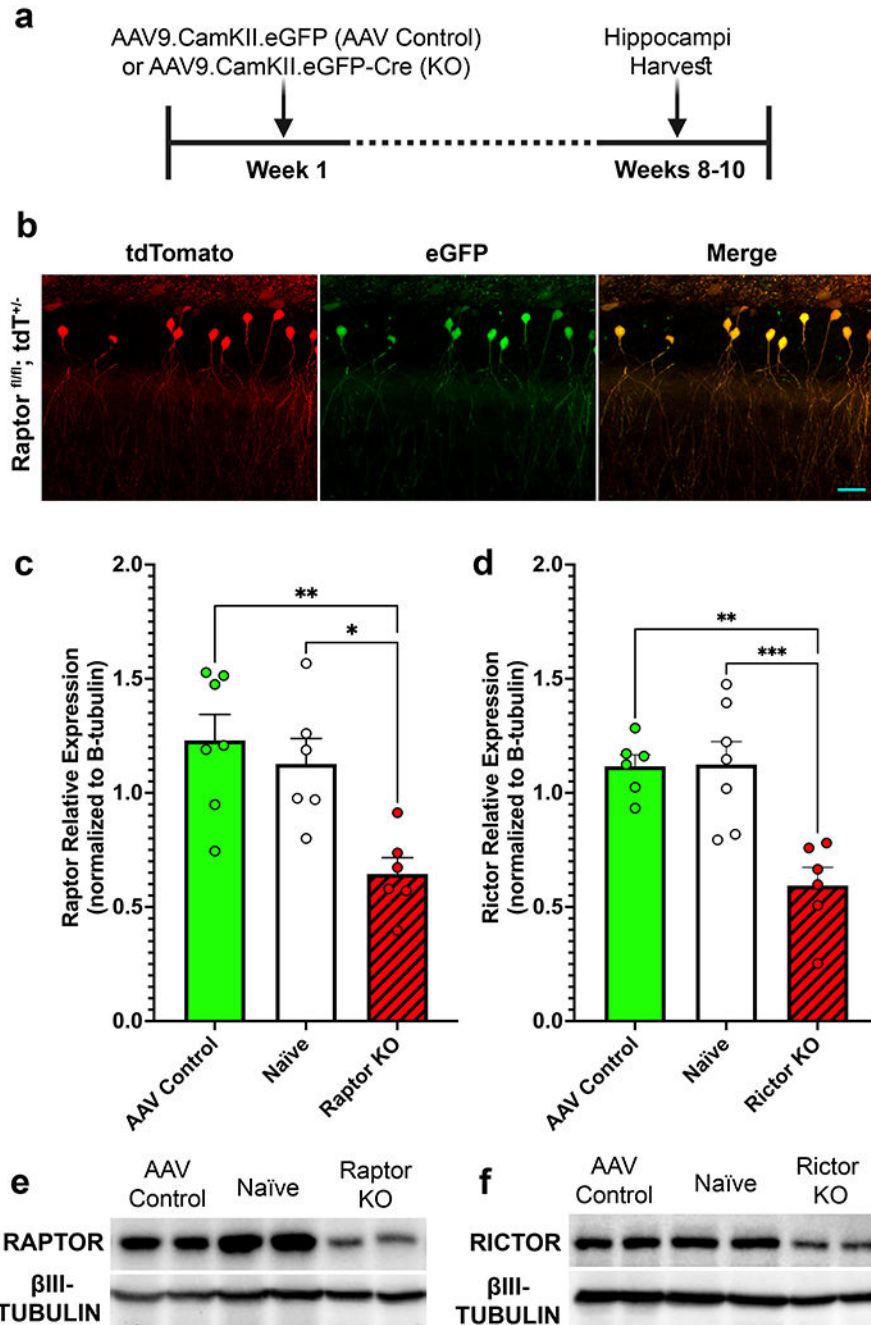 a
AAV9.CamKII.eGFP (AAV Control)
or AAV9.CamKII.eGFP-Cre (KO)
Hippocampi
Harvest
Week 1
Weeks 8-10
b
tdTomato
eGFP
Merge
Raptor fl/fl; tdT+/-
c
Raptor Relative Expression
(normalized to B-tubulin)
2.0
1.5
1.0
0.5
0.0
**
*
AAV Control
Naïve
Raptor KO
d
Rictor Relative Expression
(normalized to B-tubulin)
2.0
1.5
1.0
0.5
0.0
**
***
AAV Control
Naïve
Rictor KO
e
AAV
Control
Naïve
Raptor
KO
RAPTOR
βIII-
TUBULIN
f
AAV
Control
Naïve
Rictor
KO
RICTOR
βIII-
TUBULIN